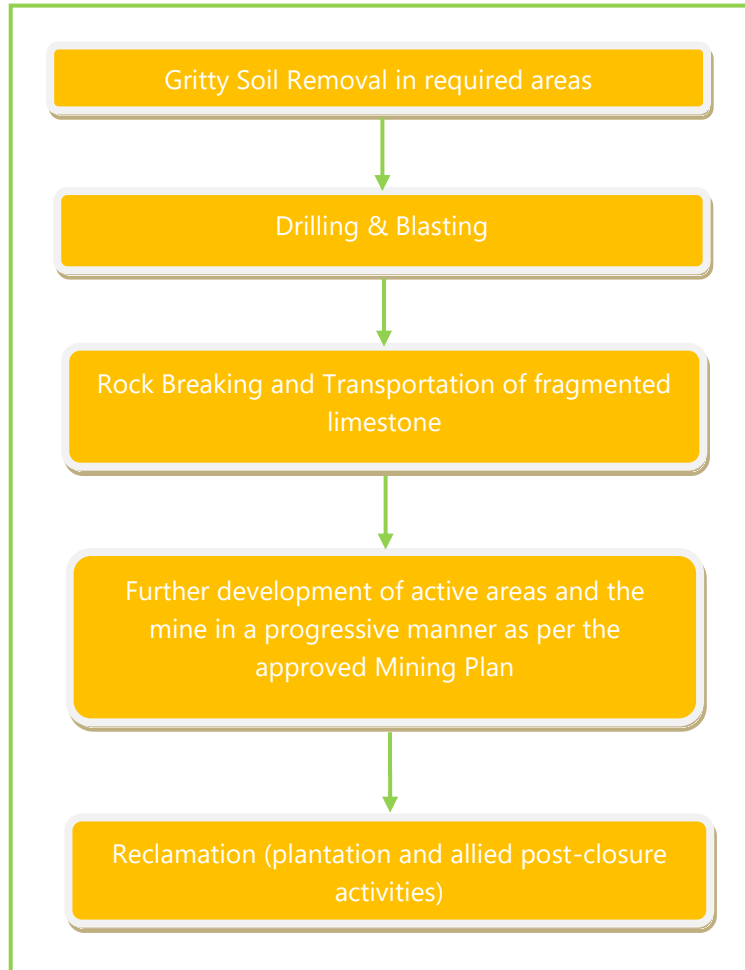 Gritty Soil Removal in required areas
Drilling & Blasting
Rock Breaking and Transportation of fragmented
limestone
Further development of active areas and the
mine in a progressive manner as per the
approved Mining Plan
Reclamation (plantation and allied post-closure
activities)